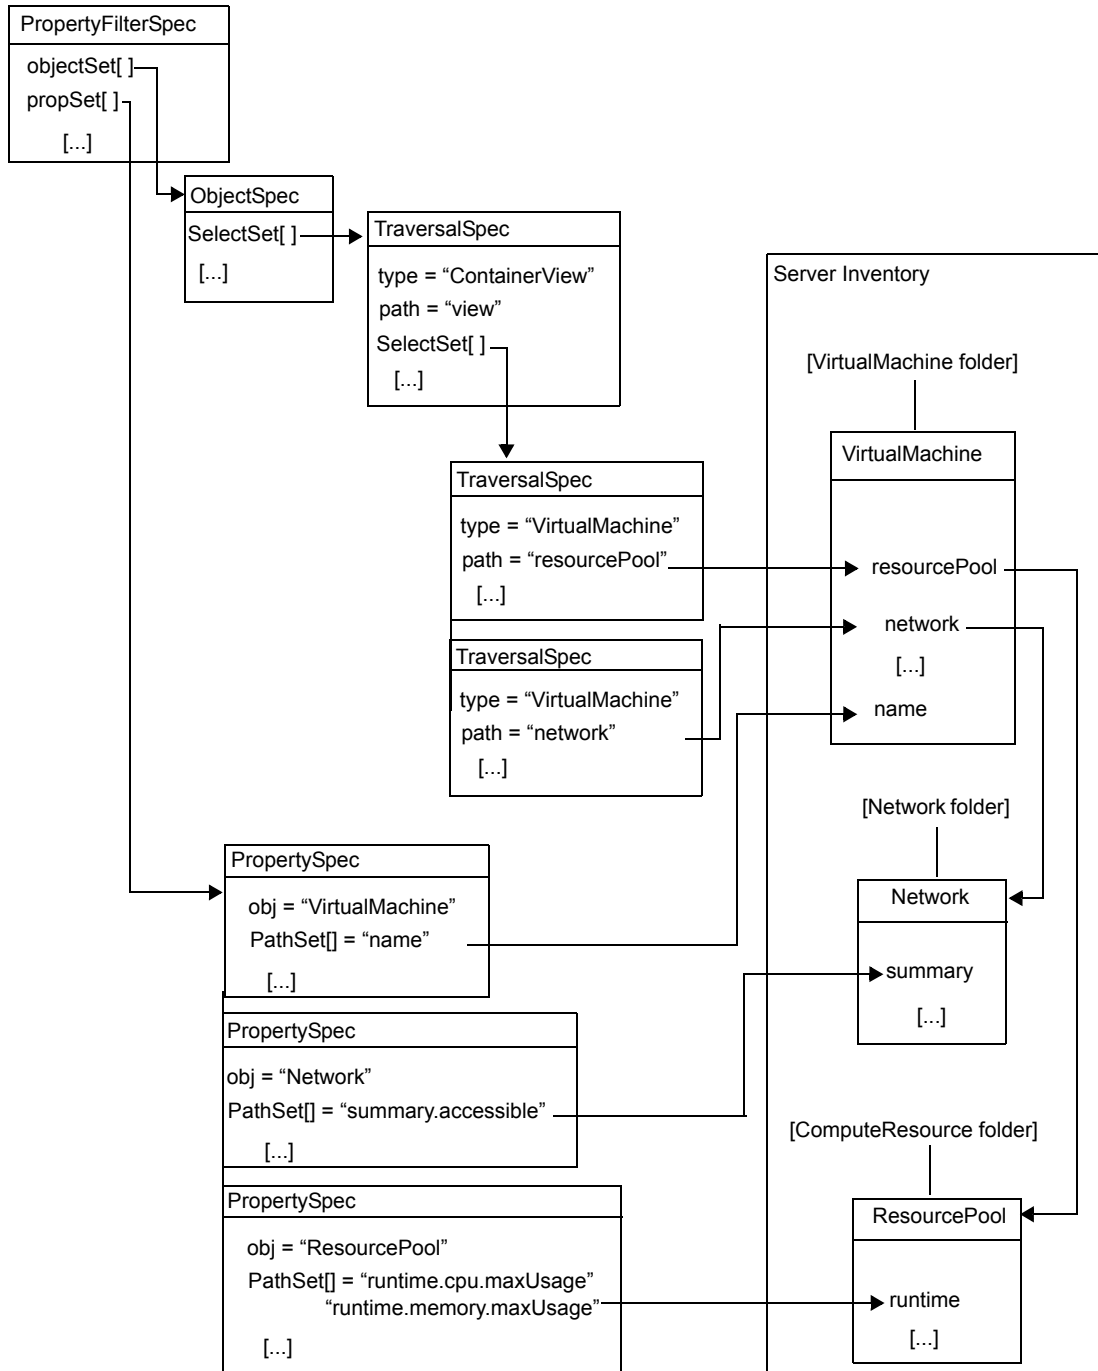 PropertyFilterSpec
objectSet[ ]
propSet[ ]
[...]
ObjectSpec
SelectSet[ ]
[...]
TraversalSpec
type = “ContainerView”
path = “view”
SelectSet[ ]
[...]
TraversalSpec
type = “VirtualMachine”
path = “resourcePool”
[...]
TraversalSpec
type = “VirtualMachine”
path = “network”
[...]
PropertySpec
obj = “VirtualMachine”
PathSet[] = “name”
[...]
PropertySpec
obj = “Network”
PathSet[] = “summary.accessible”
[...]
PropertySpec
obj = “ResourcePool”
PathSet[] = “runtime.cpu.maxUsage”
“runtime.memory.maxUsage”
[...]
Server Inventory
[VirtualMachine folder]
VirtualMachine
resourcePool
network
[...]
name
[Network folder]
Network
summary
[...]
[ComputeResource folder]
ResourcePool
runtime
[...]